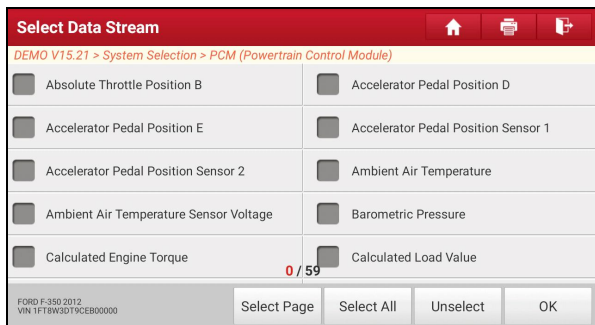 Select Data Stream
DEMO V15.21 > System Selection > PCM (Powertrain Control Module)
Absolute Throttle Position B
Accelerator Pedal Position D
Accelerator Pedal Position E
Accelerator Pedal Position Sensor 1
Accelerator Pedal Position Sensor 2
Ambient Air Temperature
Ambient Air Temperature Sensor Voltage
Barometric Pressure
Calculated Engine Torque
Calculated Load Value
0 / 59
FORD F-350 2012
VIN 1FT8W3DT9CEB00000
Select Page
Select All
Unselect
OK